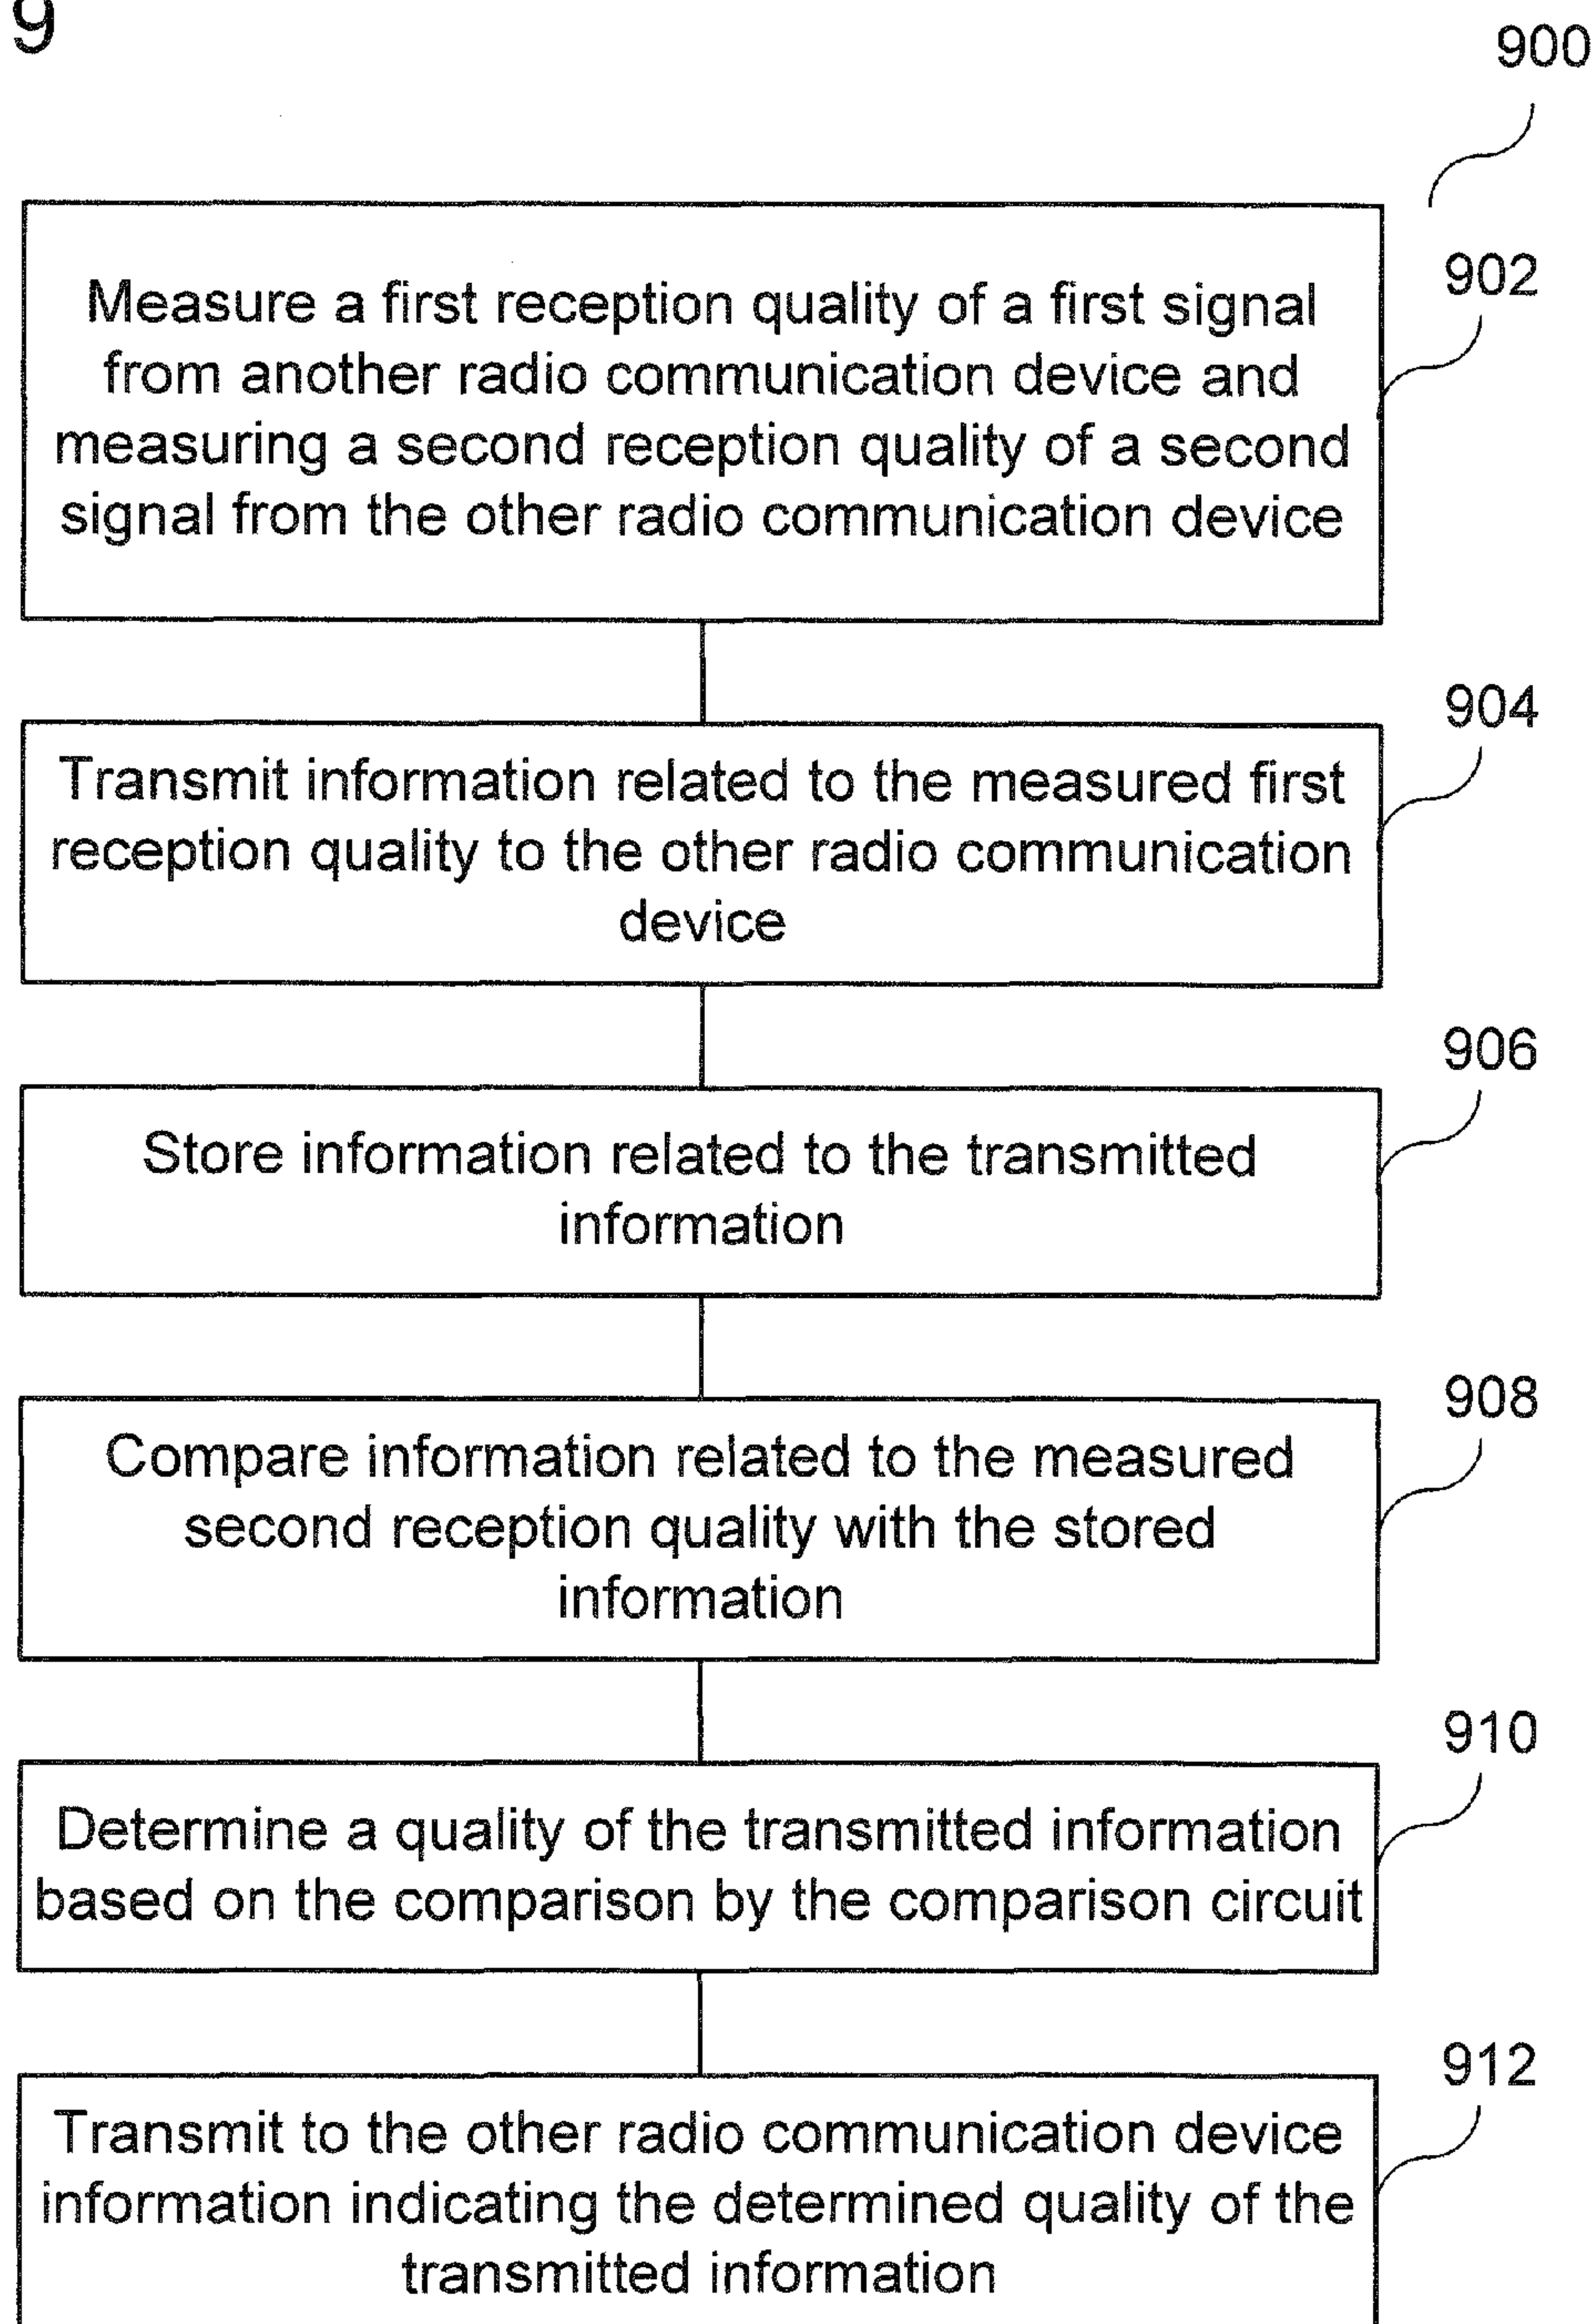 9
900
902
Measure a first reception quality of a first signal
from another radio communication device and
measuring a second reception quality of a second
signal from the other radio communication device
904
Transmit information related to the measured first
reception quality to the other radio communication
device
906
Store information related to the transmitted
information
908
Compare information related to the measured
second reception quality with the stored
information
910
Determine a quality of the transmitted information
based on the comparison by the comparison circuit
912
Transmit to the other radio communication device
information indicating the determined quality of the
transmitted information